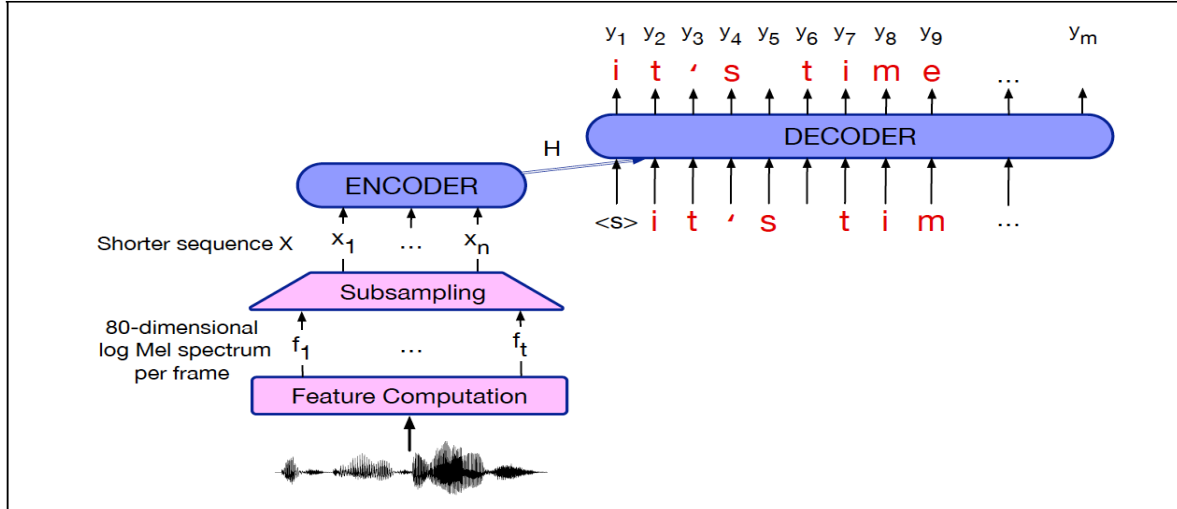 y1 y2 y3 y4 y5 y6 y7 y8 y9 ym
i t ‘ s t i m e ...
DECODER
H
ENCODER
<s> i t ‘ s t i m ...
Shorter sequence X
x1 ... xn
Subsampling
80-dimensional
log Mel spectrum
per frame
f1 ... ft
Feature Computation